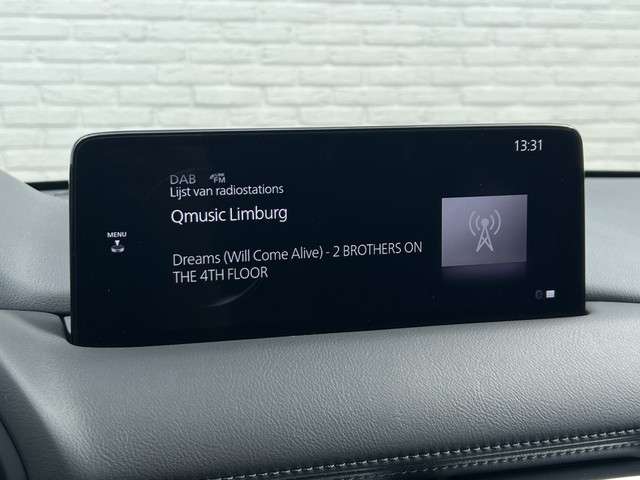 13:31
DAB FM
Lijst van radiostations
Qmusic Limburg
MENU
Dreams (Will Come Alive) - 2 BROTHERS ON
THE 4TH FLOOR